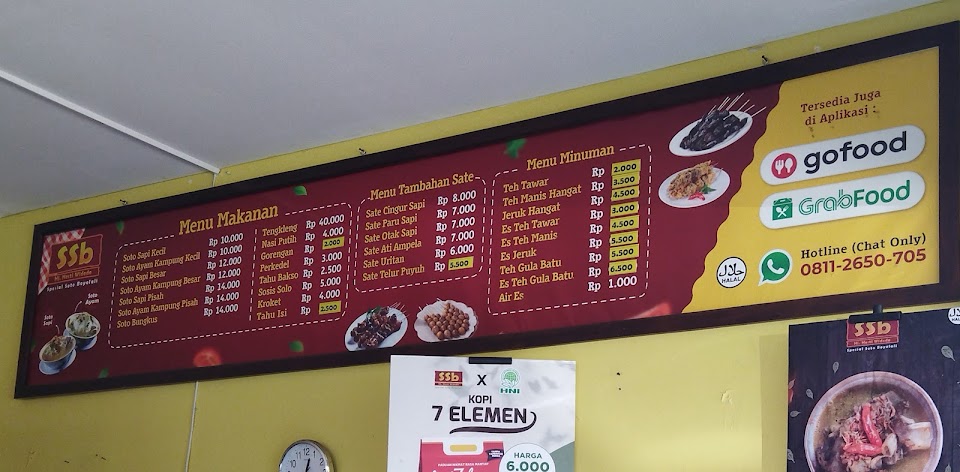 SSb
Hj. Mucl Widodo
Spesial Soto Boyolali
Soto Ayam
Soto Sapi
Menu Makanan
Soto Sapi Kecil Rp 10.000
Soto Ayam Kampung Kecil Rp 10.000
Soto Sapi Besar Rp 12.000
Soto Ayam Kampung Besar Rp 12.000
Soto Sapi Pisah Rp 14.000
Soto Ayam Kampung Pisah Rp 14.000
Soto Bungkus Rp 14.000
Tengkleng Rp 40.000
Nasi Putih Rp 4.000
Gorengan Rp 2.000
Perkedel Rp 3.000
Tahu Bakso Rp 2.500
Sosis Solo Rp 5.000
Kroket Rp 4.000
Tahu Isi Rp 2.500
Menu Tambahan Sate
Sate Cingur Sapi Rp 8.000
Sate Paru Sapi Rp 7.000
Sate Otak Sapi Rp 7.000
Sate Ati Ampela Rp 7.000
Sate Uritan Rp 6.000
Sate Telur Puyuh Rp 5.500
Menu Minuman
Teh Tawar Rp 2.000
Teh Manis Hangat Rp 3.500
Jeruk Hangat Rp 4.500
Es Teh Tawar Rp 3.000
Es Teh Manis Rp 4.500
Es Jeruk Rp 5.500
Teh Gula Batu Rp 5.500
Es Teh Gula Batu Rp 6.500
Air Es Rp 1.000
Tersedia Juga
di Aplikasi :
gofood
GrabFood
HALAL
Hotline (Chat Only)
0811-2650-705
SSb X HNI
KOPI
7 ELEMEN
HARGA
6.000
SSb
Spesial Soto Boyolali